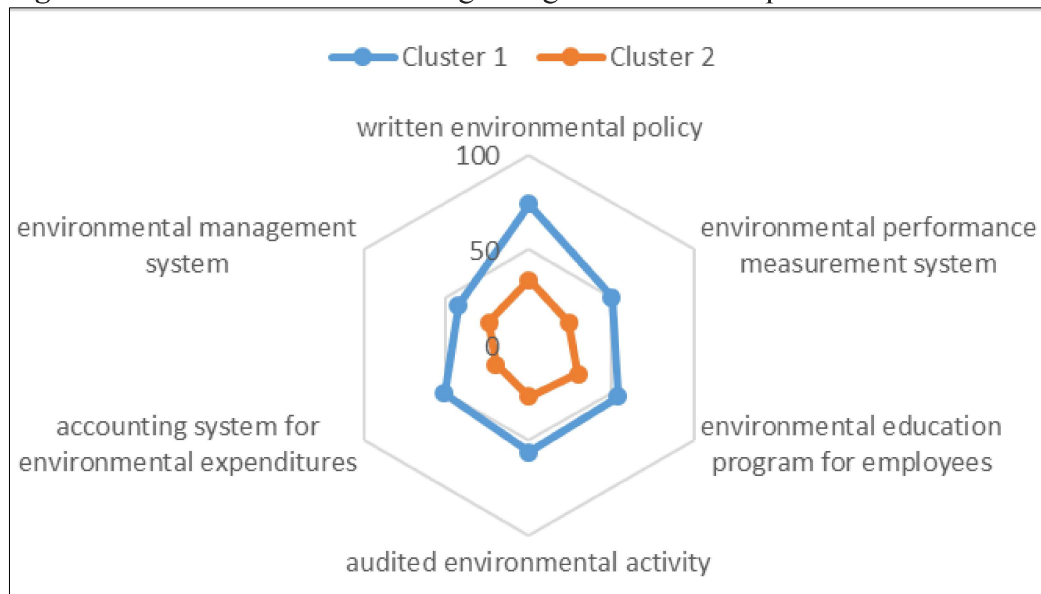 Cluster 1 Cluster 2
written environmental policy
100
environmental management
system
environmental performance
measurement system
50
0
accounting system for
environmental expenditures
environmental education
program for employees
audited environmental activity